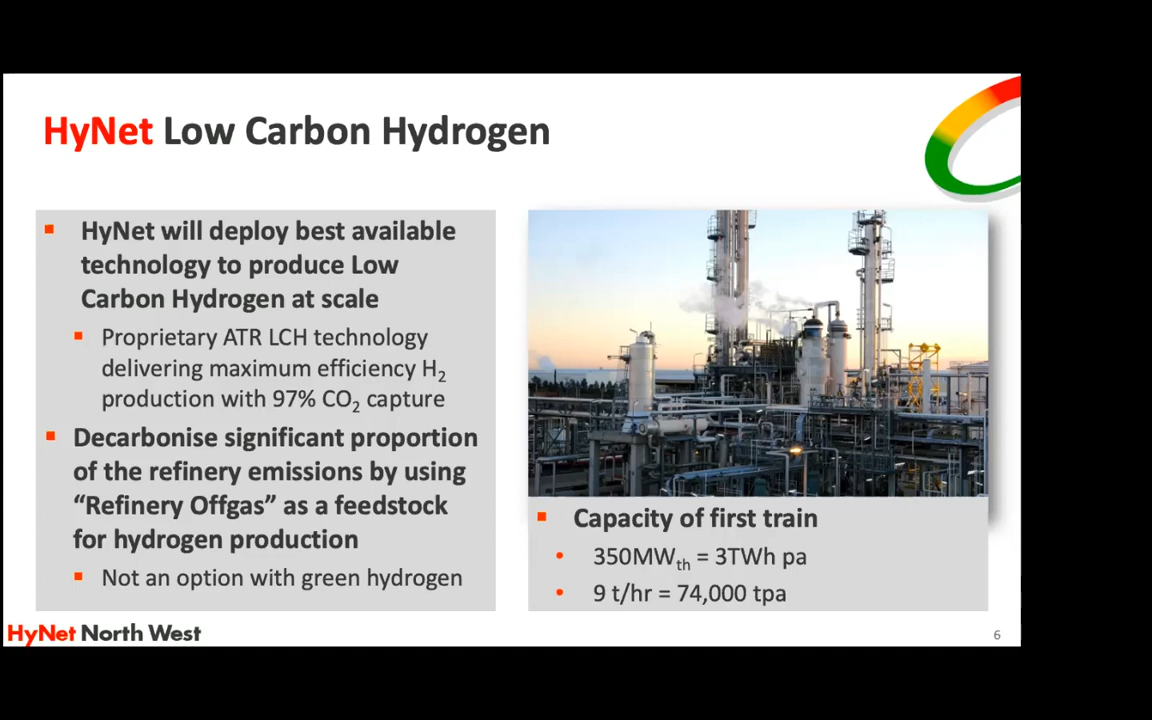 HyNet Low Carbon Hydrogen
HyNet will deploy best available
technology to produce Low
Carbon Hydrogen at scale
Proprietary ATR LCH technology
delivering maximum efficiency H₂
production with 97% CO₂ capture
Decarbonise significant proportion
of the refinery emissions by using
“Refinery Offgas” as a feedstock
for hydrogen production
Not an option with green hydrogen
Capacity of first train
350MWth = 3TWh pa
9 t/hr = 74,000 tpa
HyNet North West
6